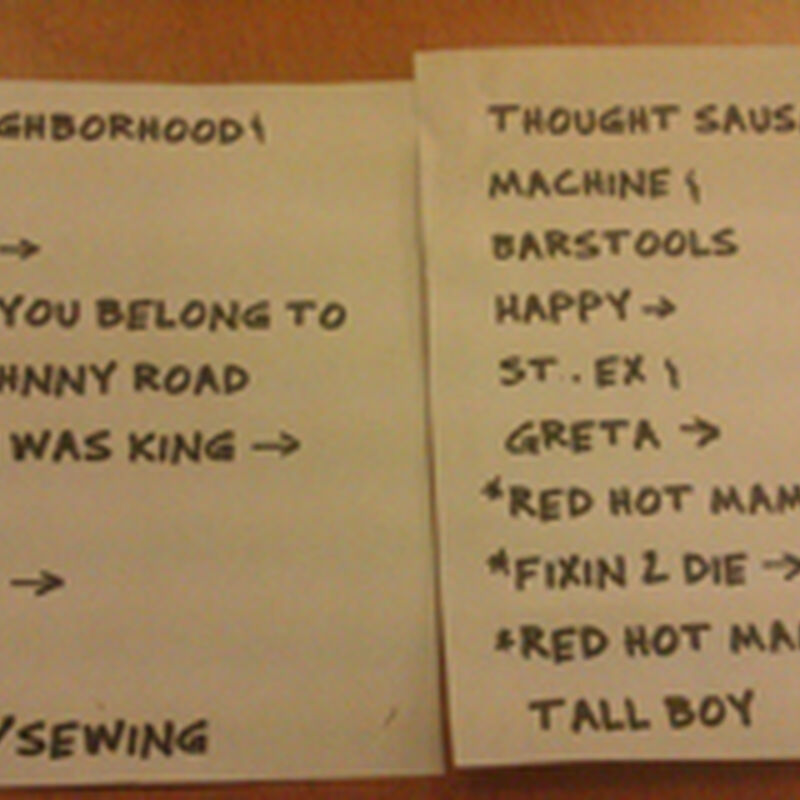 GHBORHOOD
→
YOU BELONG TO
HNNY ROAD
WAS KING →
→
/SEWING
THOUGHT SAUS
MACHINE
BARSTOOLS
HAPPY →
ST. EX
GRETA →
*RED HOT MAM
*FIXIN 2 DIE →
*RED HOT MA
TALL BOY